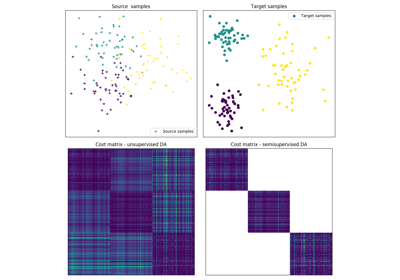 Source samples
Target samples
Target samples
Source samples
Cost matrix - unsupervised DA
Cost matrix - semisupervised DA